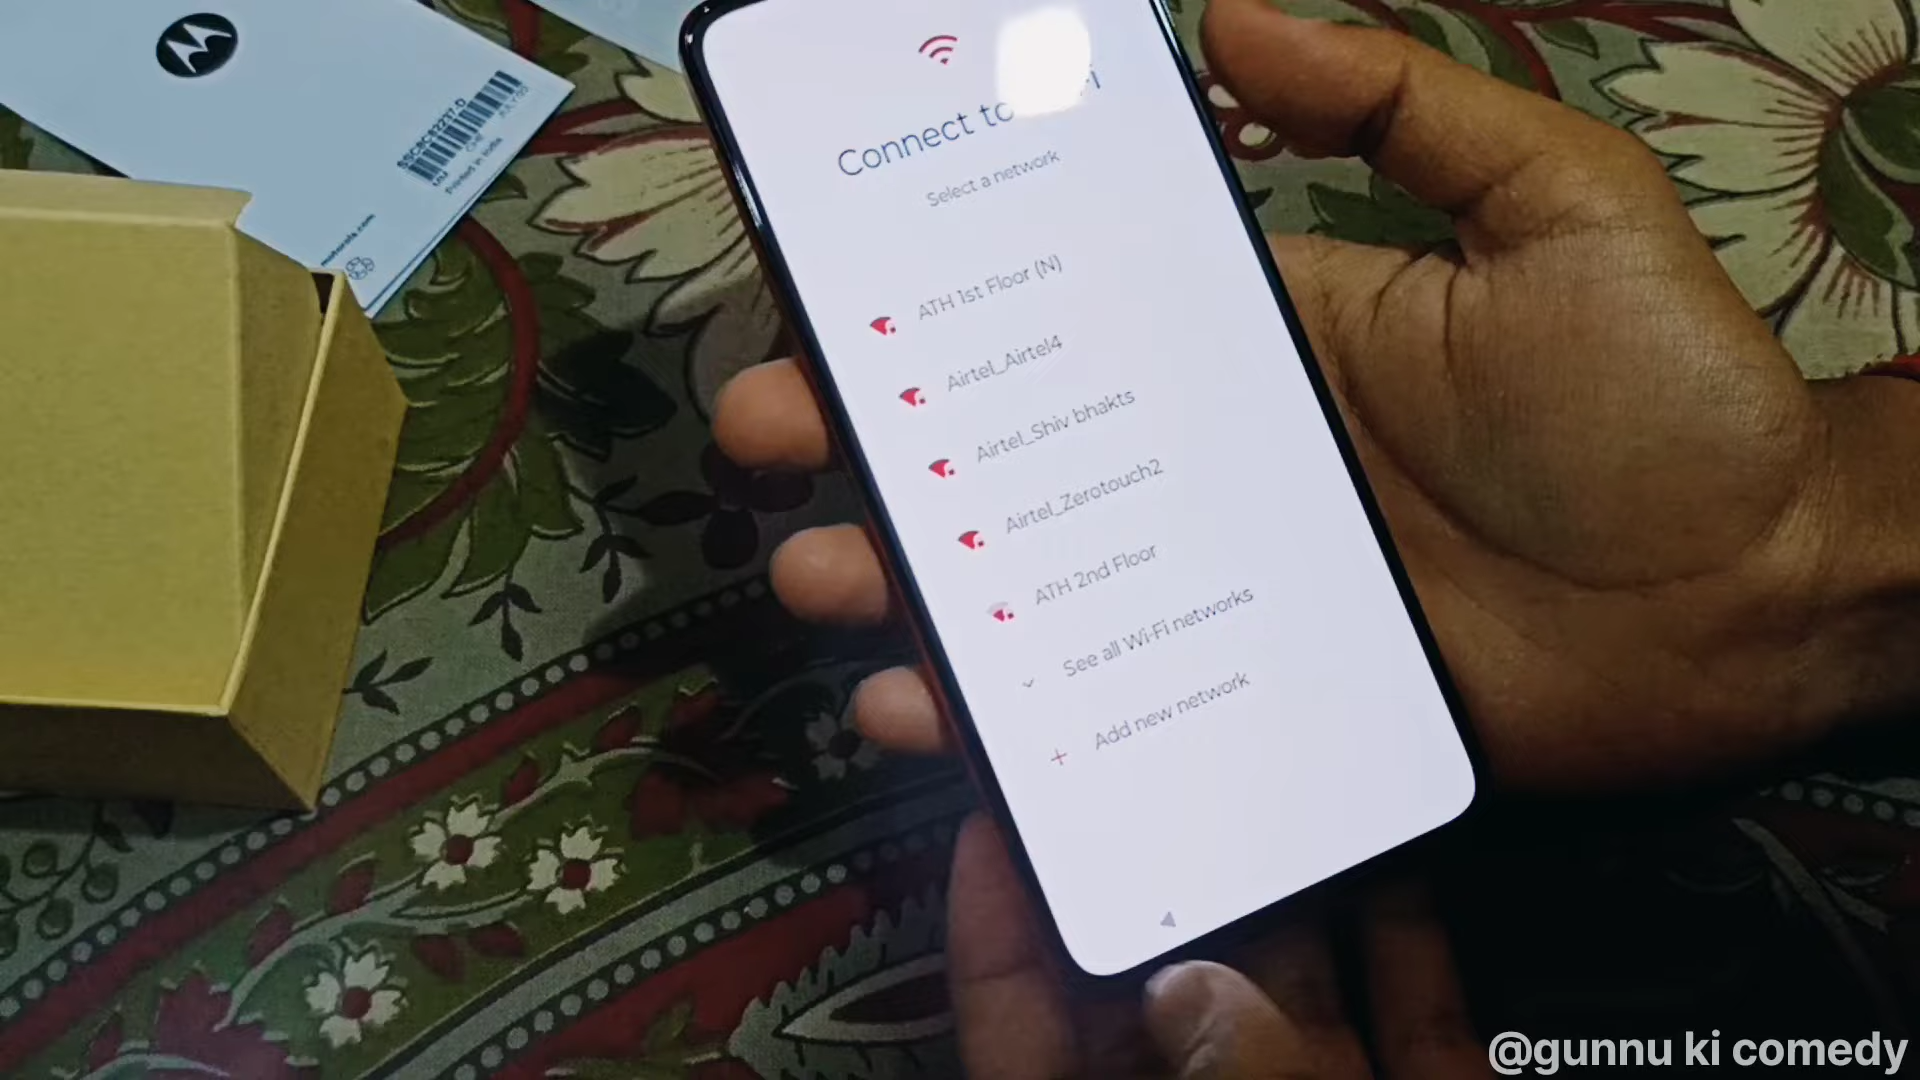 SSC8C82237-D
Printed in India
motorola.com
Connect to
Select a network
ATH 1st Floor (N)
Airtel_Airtel4
Airtel_Shiv bhakts
Airtel_Zerotouch2
ATH 2nd Floor
See all Wi-Fi networks
Add new network
@gunnu ki comedy